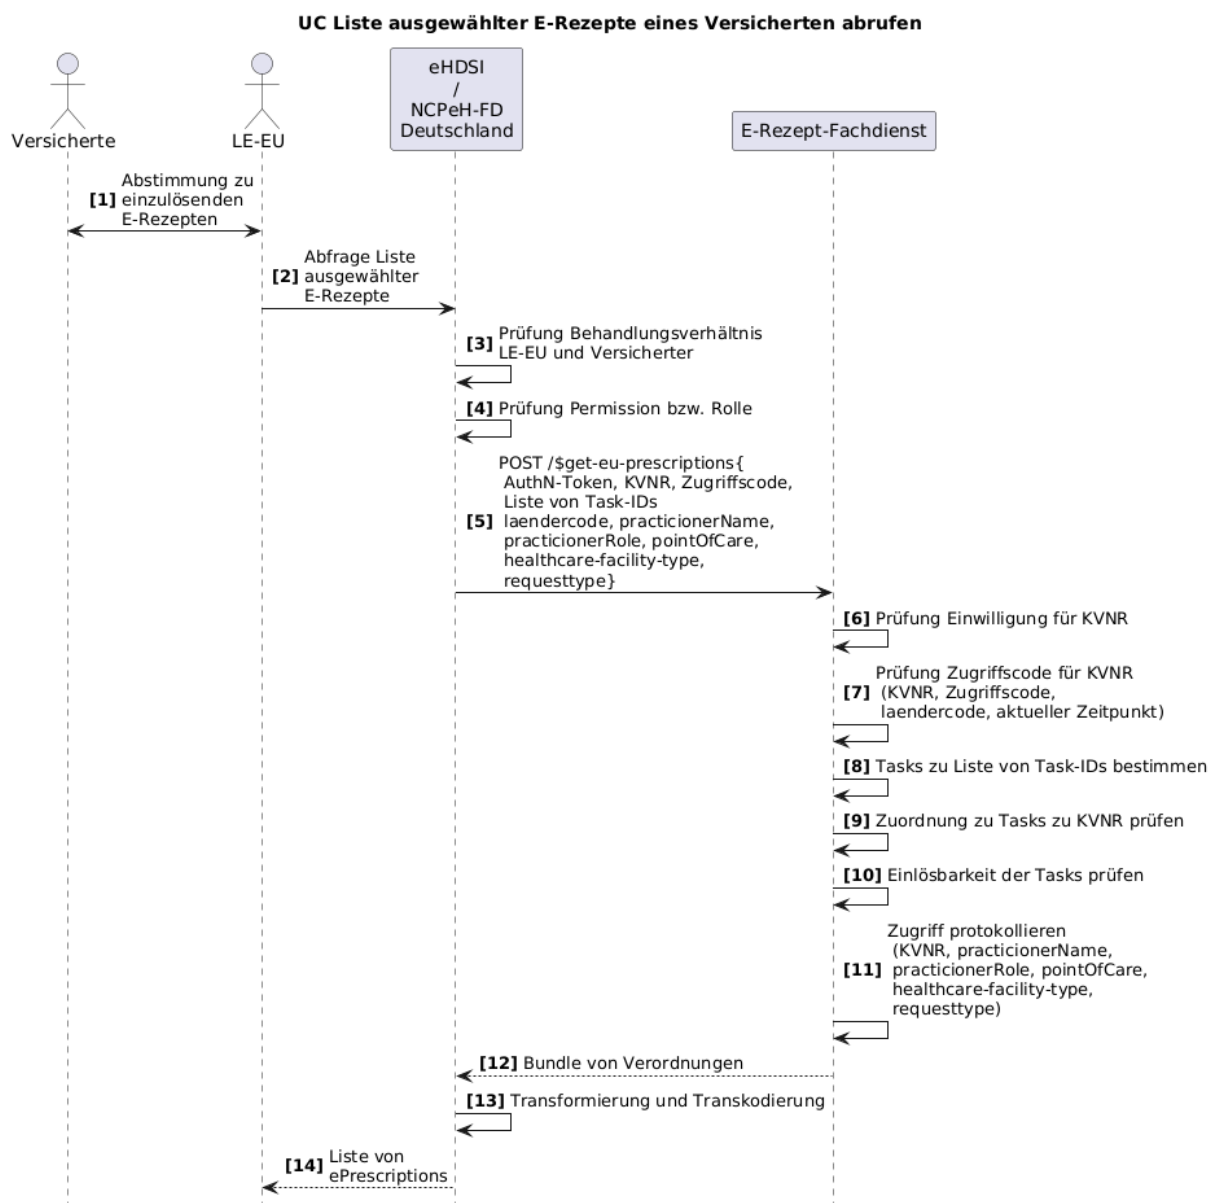 UC Liste ausgewählter E-Rezepte eines Versicherten abrufen
Versicherte
LE-EU
eHDSI
/
NCPeH-FD
Deutschland
E-Rezept-Fachdienst
Abstimmung zu
[1] einzulösenden
E-Rezepten
Abfrage Liste
[2] ausgewählter
E-Rezepte
[3] Prüfung Behandlungsverhältnis
LE-EU und Versicherter
[4] Prüfung Permission bzw. Rolle
POST /$get-eu-prescriptions{
AuthN-Token, KVNR, Zugriffscode,
Liste von Task-IDs
[5] laendercode, practicionerName,
practicionerRole, pointOfCare,
healthcare-facility-type,
requesttype}
[6] Prüfung Einwilligung für KVNR
Prüfung Zugriffscode für KVNR
[7] (KVNR, Zugriffscode,
laendercode, aktueller Zeitpunkt)
[8] Tasks zu Liste von Task-IDs bestimmen
[9] Zuordnung zu Tasks zu KVNR prüfen
[10] Einlösbarkeit der Tasks prüfen
Zugriff protokollieren
(KVNR, practicionerName,
[11] practicionerRole, pointOfCare,
healthcare-facility-type,
requesttype)
[12] Bundle von Verordnungen
[13] Transformierung und Transkodierung
[14] Liste von
ePrescriptions